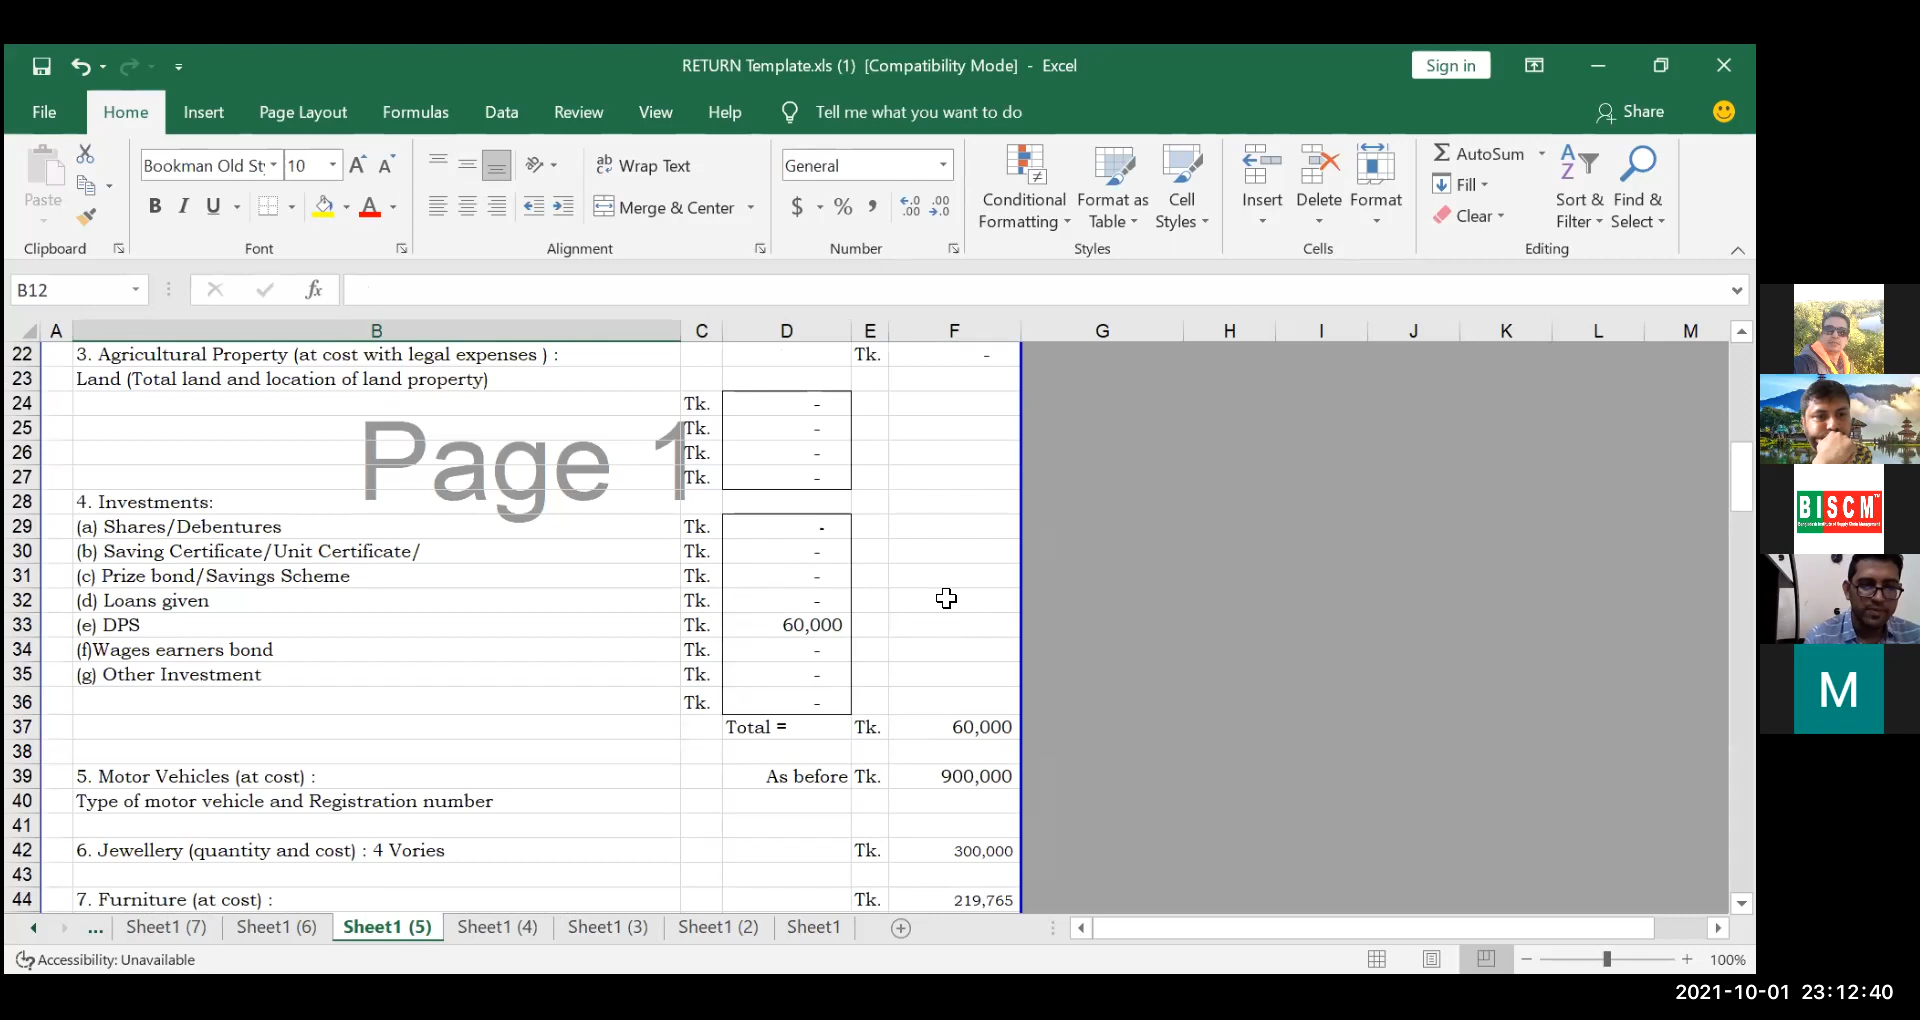 RETURN Template.xls (1) [Compatibility Mode] - Excel
Sign in
File Home Insert Page Layout Formulas Data Review View Help Tell me what you want to do
Share
Paste
Bookman Old St
10
Wrap Text
Merge & Center
General
Conditional Formatting
Format as Table
Cell Styles
Insert
Delete
Format
AutoSum
Fill
Clear
Sort & Filter
Find & Select
Clipboard Font Alignment Number Styles Cells Editing
B12
fx
A B C D E F G H I J K L M
22 3. Agricultural Property (at cost with legal expenses ) : Tk. -
23 Land (Total land and location of land property)
24 Tk. -
25 Tk. -
Page 1
26 Tk. -
27 Tk. -
28 4. Investments:
29 (a) Shares/Debentures Tk. -
30 (b) Saving Certificate/Unit Certificate/ Tk. -
31 (c) Prize bond/Savings Scheme Tk. -
32 (d) Loans given Tk. -
33 (e) DPS Tk. 60,000
34 (f)Wages earners bond Tk. -
35 (g) Other Investment Tk. -
36 Tk. -
37 Total = Tk. 60,000
38
39 5. Motor Vehicles (at cost) : As before Tk. 900,000
40 Type of motor vehicle and Registration number
41
42 6. Jewellery (quantity and cost) : 4 Vories Tk. 300,000
43
44 7. Furniture (at cost) : Tk. 219,765
... Sheet1 (7) Sheet1 (6) Sheet1 (5) Sheet1 (4) Sheet1 (3) Sheet1 (2) Sheet1
Accessibility: Unavailable
100%
BISCM
Bangladesh Institute of Supply Chain Management
M
2021-10-01 23:12:40